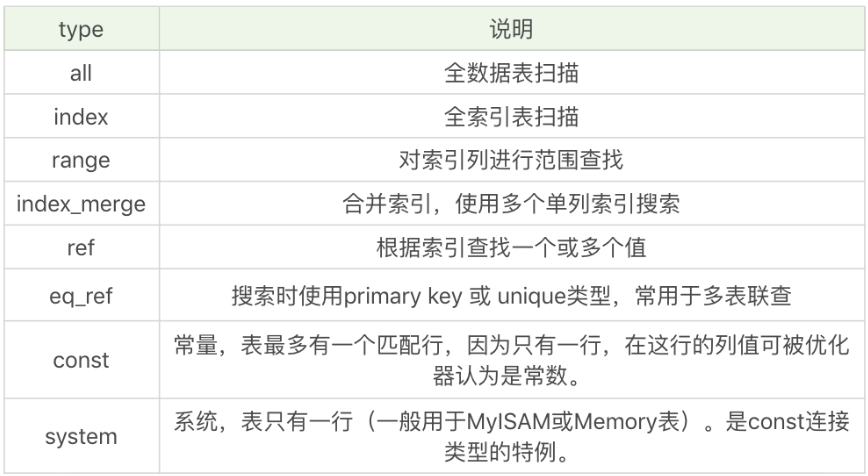 type 说明
all 全数据表扫描
index 全索引表扫描
range 对索引列进行范围查找
index_merge 合并索引，使用多个单列索引搜索
ref 根据索引查找一个或多个值
eq_ref 搜索时使用primary key 或 unique类型，常用于多表联查
const 常量，表最多有一个匹配行，因为只有一行，在这行的列值可被优化
器认为是常数。
system 系统，表只有一行（一般用于MyISAM或Memory表）。是const连接
类型的特例。